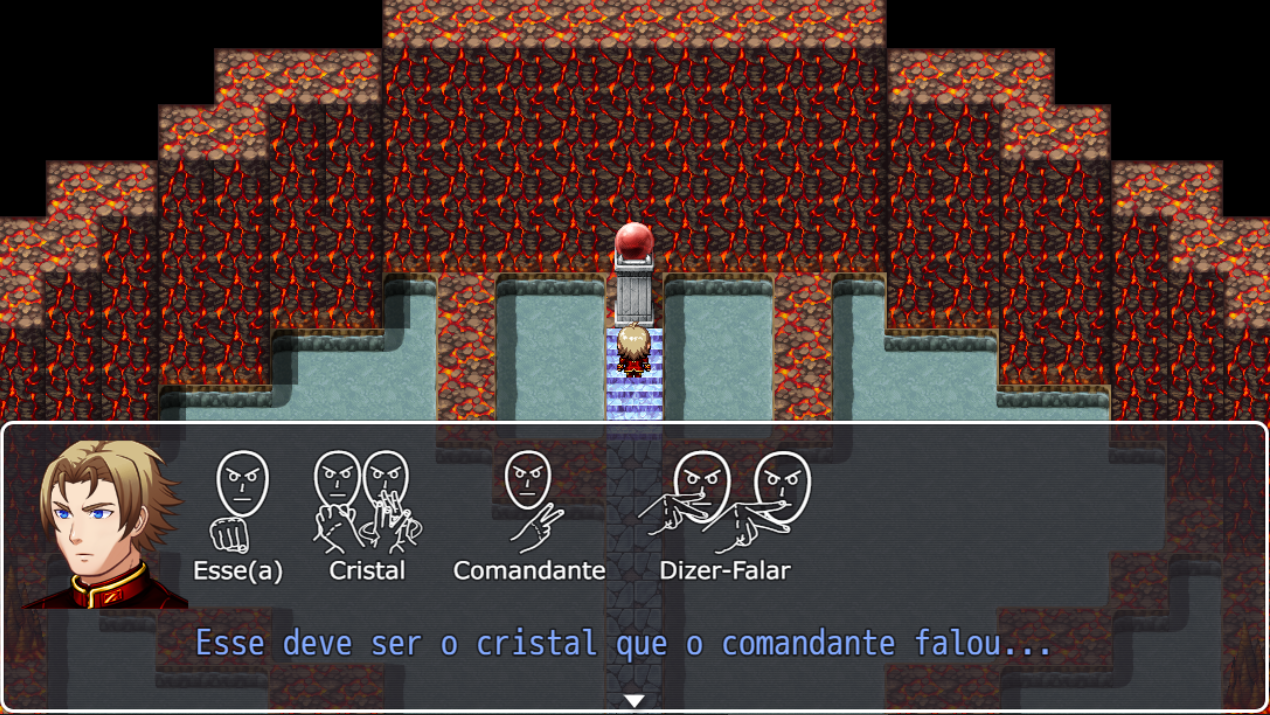 Esse(a) Cristal Comandante Dizer-Falar
Esse deve ser o cristal que o comandante falou...